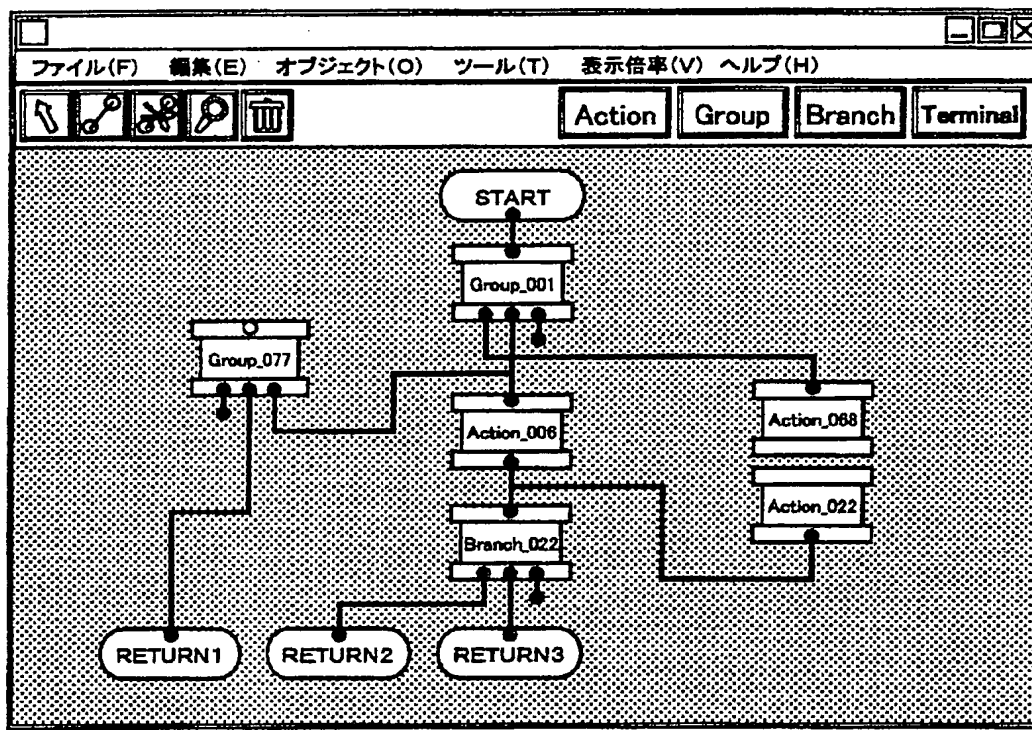 ファイル(F) 編集(E) オブジェクト(O) ツール(T) 表示倍率(V) ヘルプ(H)
Action Group Branch Terminal
START
Group_001
Group_077
Action_006
Action_068
Action_022
Branch_022
RETURN1 RETURN2 RETURN3